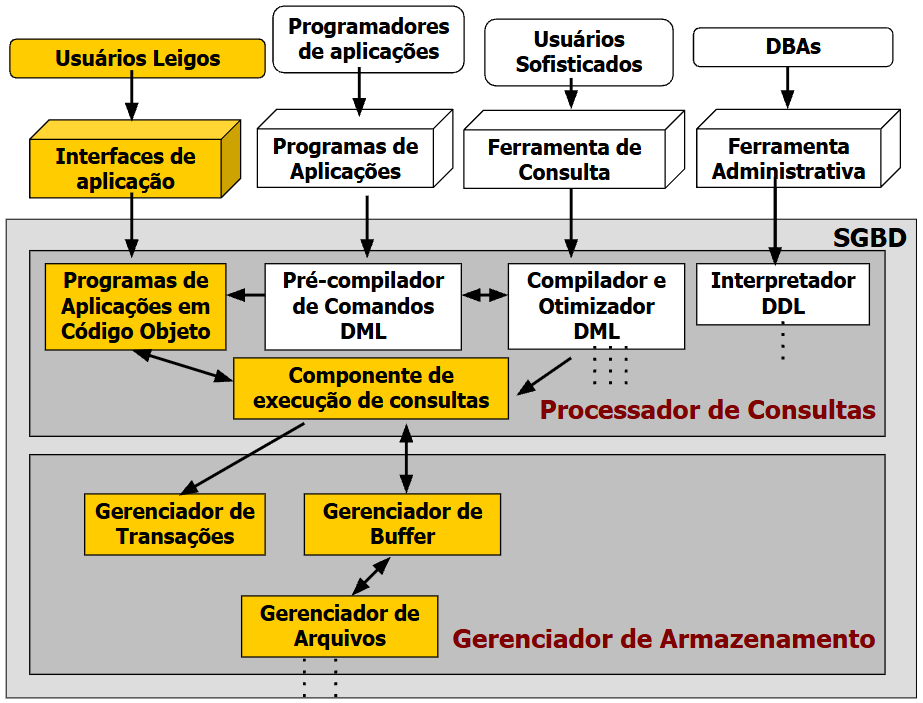 Usuários Leigos
Programadores
de aplicações
Usuários
Sofisticados
DBAs
Interfaces de
aplicação
Programas de
Aplicações
Ferramenta de
Consulta
Ferramenta
Administrativa
SGBD
Programas de
Aplicações em
Código Objeto
Pré-compilador
de Comandos
DML
Compilador e
Otimizador
DML
Interpretador
DDL
Componente de
execução de consultas
Processador de Consultas
Gerenciador de
Transações
Gerenciador de
Buffer
Gerenciador de
Arquivos
Gerenciador de Armazenamento